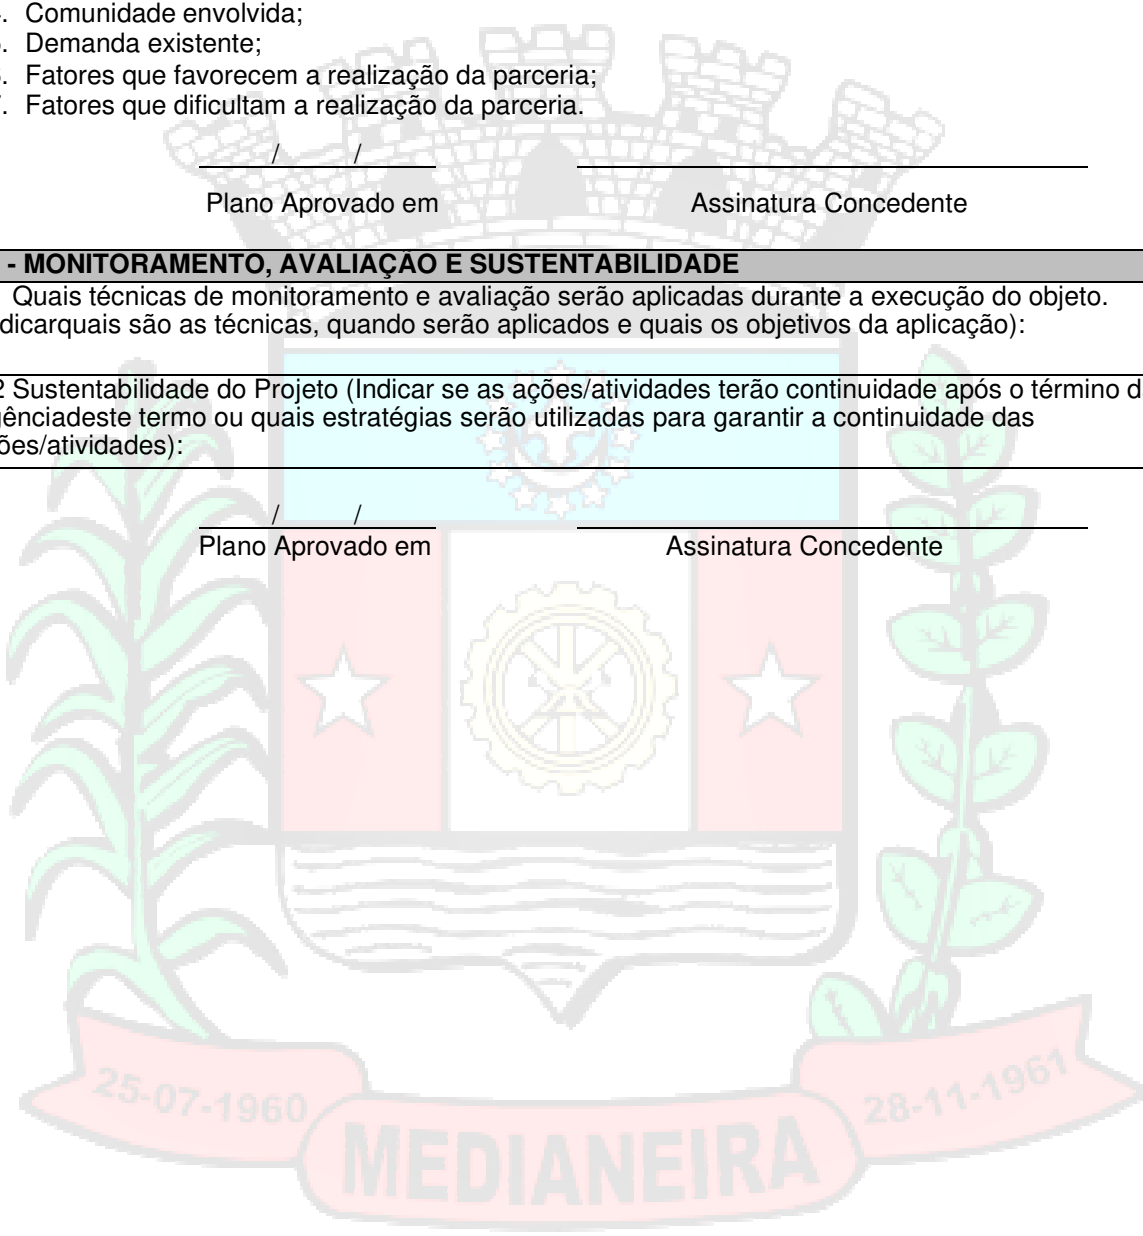 . Comunidade envolvida;
. Demanda existente;
. Fatores que favorecem a realização da parceria;
. Fatores que dificultam a realização da parceria.
/ /
Plano Aprovado em Assinatura Concedente
- MONITORAMENTO, AVALIAÇÃO E SUSTENTABILIDADE
Quais técnicas de monitoramento e avaliação serão aplicadas durante a execução do objeto.
dicarquais são as técnicas, quando serão aplicados e quais os objetivos da aplicação):
2 Sustentabilidade do Projeto (Indicar se as ações/atividades terão continuidade após o término d
gênciadeste termo ou quais estratégias serão utilizadas para garantir a continuidade das
ões/atividades):
/ /
Plano Aprovado em Assinatura Concedente
25-07-1960
28-11-1961
MEDIANEIRA